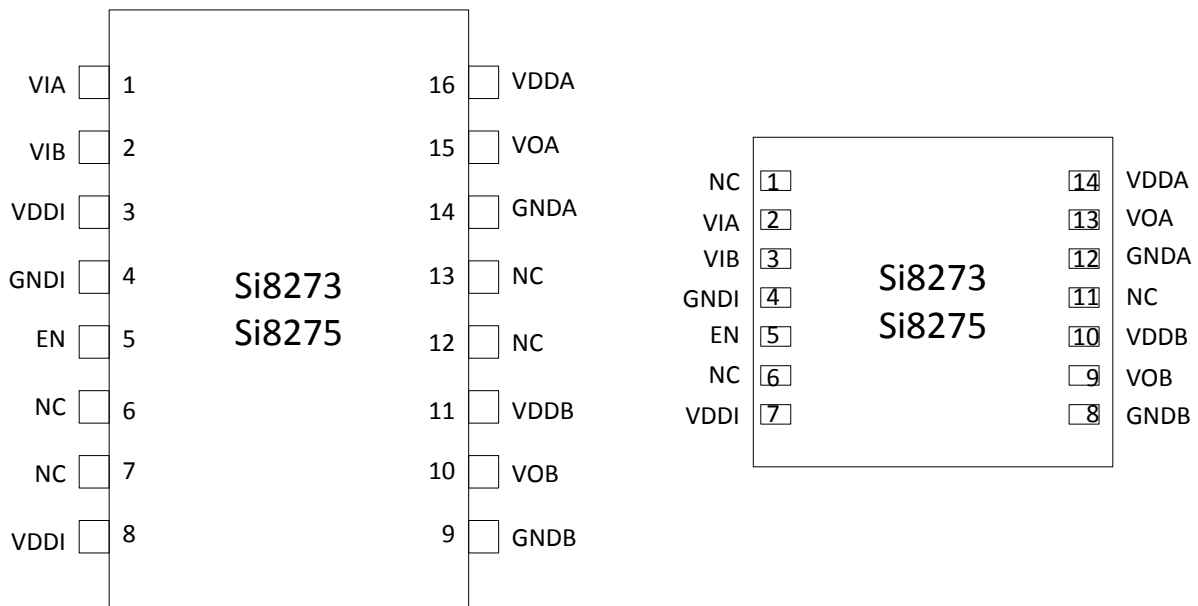 VIA 1 16 VDDA
VIB 2 15 VOA
VDDI 3 14 GNDA
GNDI 4 13 NC
EN 5 12 NC
NC 6 11 VDDB
NC 7 10 VOB
VDDI 8 9 GNDB
Si8273
Si8275
NC 1 14 VDDA
VIA 2 13 VOA
VIB 3 12 GNDA
GNDI 4 11 NC
EN 5 10 VDDB
NC 6 9 VOB
VDDI 7 8 GNDB
Si8273
Si8275